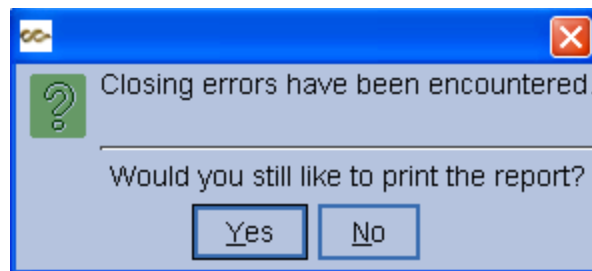 Closing errors have been encountered.
Would you still like to print the report?
Yes No